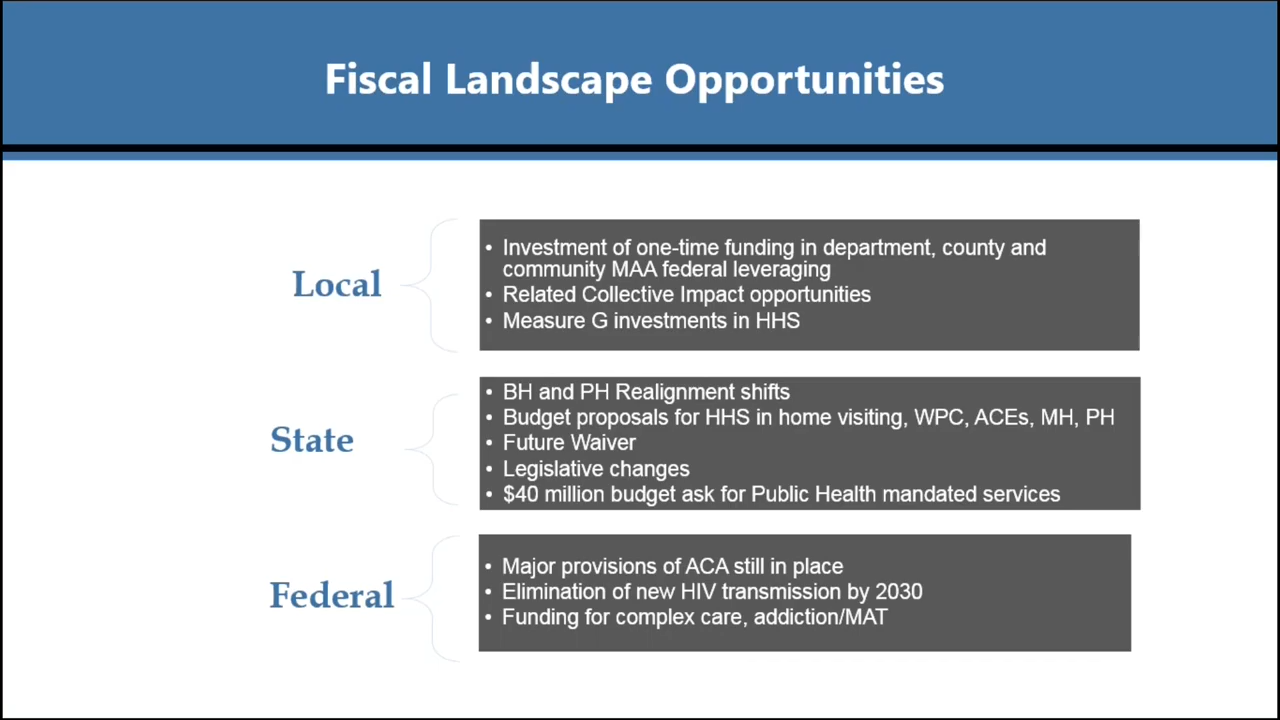 Fiscal Landscape Opportunities
Local
• Investment of one-time funding in department, county and
community MAA federal leveraging
• Related Collective Impact opportunities
• Measure G investments in HHS
State
• BH and PH Realignment shifts
• Budget proposals for HHS in home visiting, WPC, ACEs, MH, PH
• Future Waiver
• Legislative changes
• $40 million budget ask for Public Health mandated services
Federal
• Major provisions of ACA still in place
• Elimination of new HIV transmission by 2030
• Funding for complex care, addiction/MAT